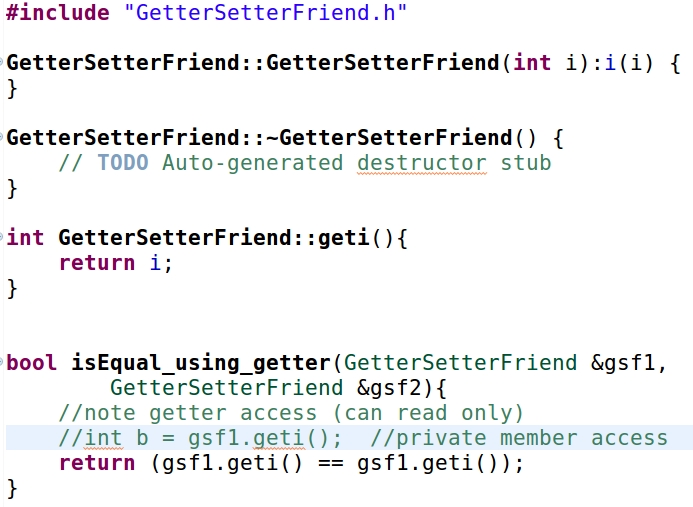 #include "GetterSetterFriend.h"
GetterSetterFriend::GetterSetterFriend(int i):i(i) {
}
GetterSetterFriend::~GetterSetterFriend() {
// TODO Auto-generated destructor stub
}
int GetterSetterFriend::geti(){
return i;
}
bool isEqual_using_getter(GetterSetterFriend &gsf1,
GetterSetterFriend &gsf2){
//note getter access (can read only)
//int b = gsf1.geti();  //private member access
return (gsf1.geti() == gsf1.geti());
}